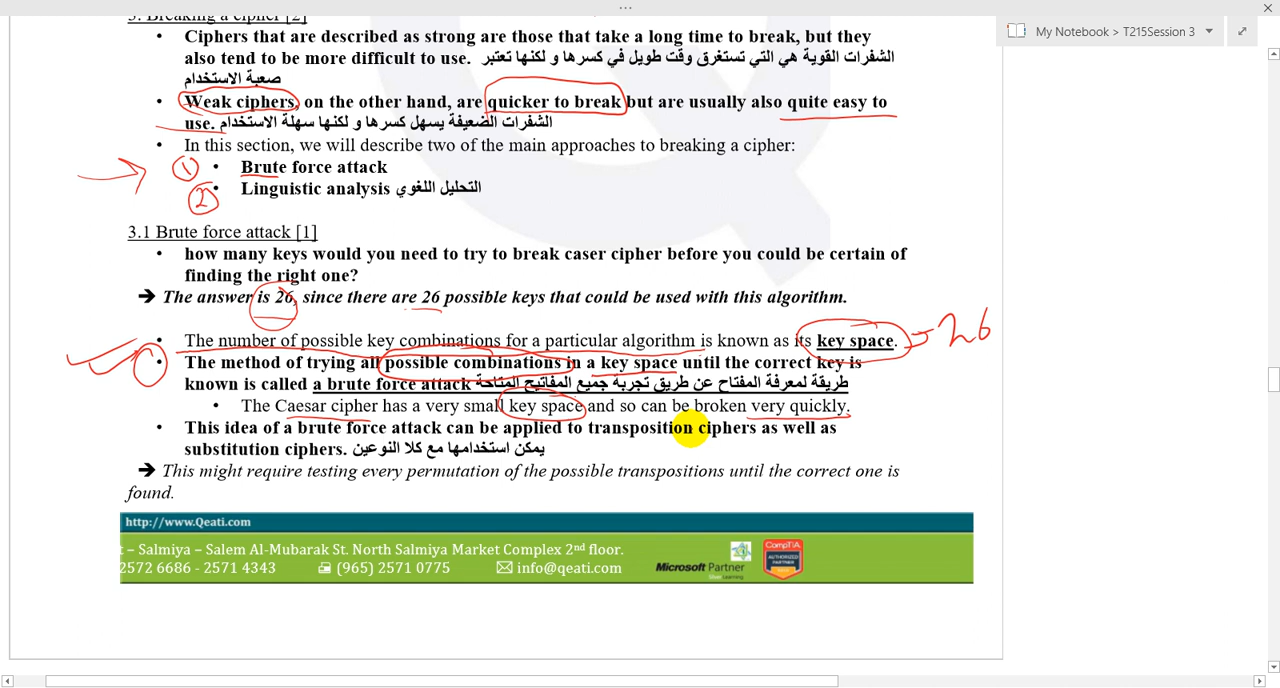 ...
My Notebook > T215Session 3
3. Breaking a cipher [2]
• Ciphers that are described as strong are those that take a long time to break, but they
also tend to be more difficult to use. الشفرات القوية هي التي تستغرق وقت طويل في كسرها و لكنها تعتبر
صعبة الاستخدام
• Weak ciphers, on the other hand, are quicker to break but are usually also quite easy to
use. الشفرات الضعيفة يسهل كسرها و لكنها سهلة الاستخدام
• In this section, we will describe two of the main approaches to breaking a cipher:
1 • Brute force attack
2 • Linguistic analysis التحليل اللغوي
3.1 Brute force attack [1]
• how many keys would you need to try to break caser cipher before you could be certain of
finding the right one?
➔ The answer is 26, since there are 26 possible keys that could be used with this algorithm.
• The number of possible key combinations for a particular algorithm is known as its key space. = 26
• The method of trying all possible combinations in a key space until the correct key is
known is called a brute force attack طريقة لمعرفة المفتاح عن طريق تجربة جميع المفاتيح المتاحة
• The Caesar cipher has a very small key space and so can be broken very quickly.
• This idea of a brute force attack can be applied to transposition ciphers as well as
substitution ciphers. يمكن استخدامها مع كلا النوعين
➔ This might require testing every permutation of the possible transpositions until the correct one is
found.
http://www.Qeati.com
– Salmiya – Salem Al-Mubarak St. North Salmiya Market Complex 2nd floor.
2572 6686 - 2571 4343 (965) 2571 0775 info@qeati.com
Microsoft Partner
CompTIA
AUTHORIZED
PARTNER